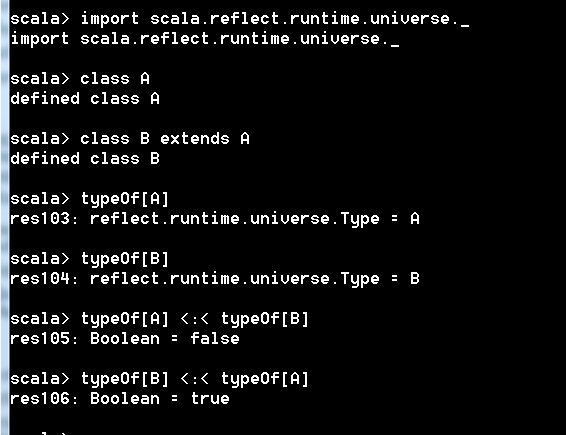 scala> import scala.reflect.runtime.universe._
import scala.reflect.runtime.universe._
scala> class A
defined class A
scala> class B extends A
defined class B
scala> typeOf[A]
res103: reflect.runtime.universe.Type = A
scala> typeOf[B]
res104: reflect.runtime.universe.Type = B
scala> typeOf[A] <:< typeOf[B]
res105: Boolean = false
scala> typeOf[B] <:< typeOf[A]
res106: Boolean = true